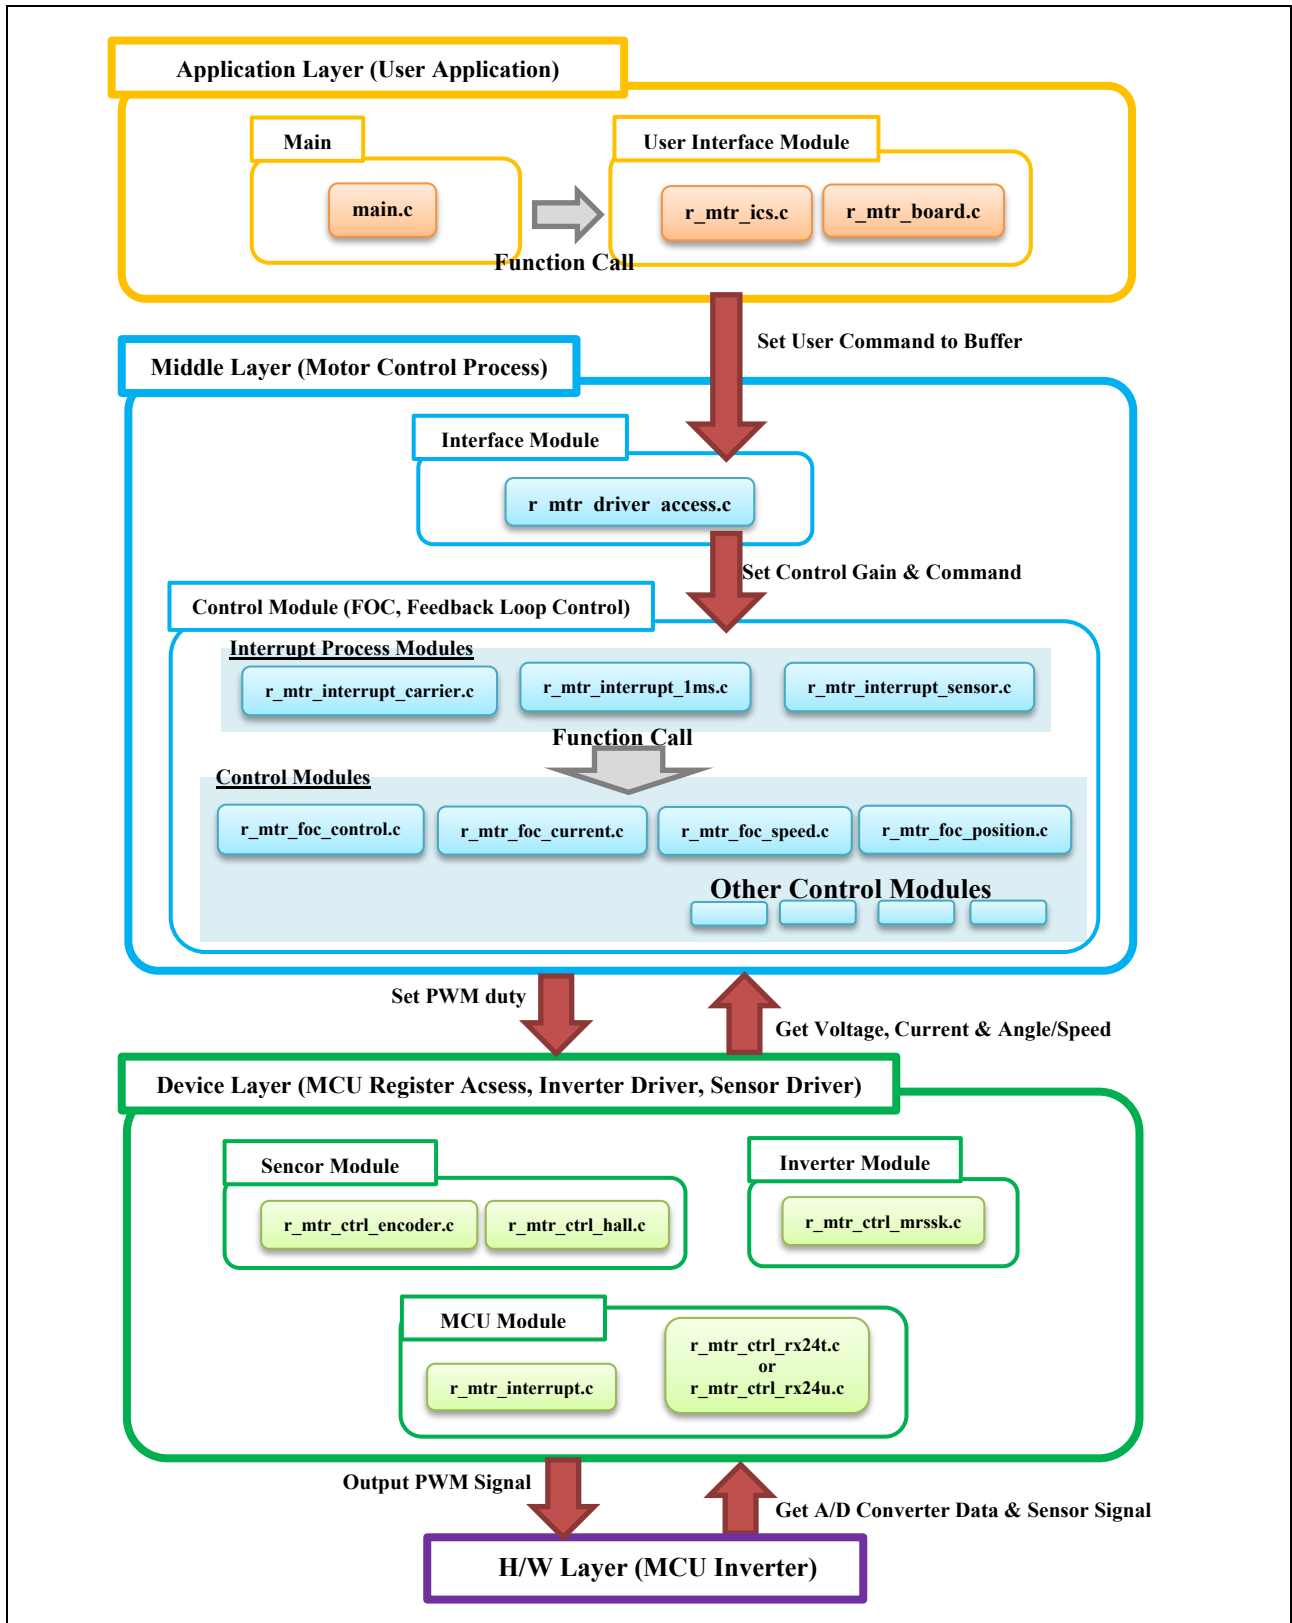 Application Layer (User Application)
Main
User Interface Module
main.c
r_mtr_ics.c
r_mtr_board.c
Function Call
Set User Command to Buffer
Middle Layer (Motor Control Process)
Interface Module
r_mtr_driver_access.c
Set Control Gain & Command
Control Module (FOC, Feedback Loop Control)
Interrupt Process Modules
r_mtr_interrupt_carrier.c
r_mtr_interrupt_1ms.c
r_mtr_interrupt_sensor.c
Function Call
Control Modules
r_mtr_foc_control.c
r_mtr_foc_current.c
r_mtr_foc_speed.c
r_mtr_foc_position.c
Other Control Modules
Set PWM duty
Get Voltage, Current & Angle/Speed
Device Layer (MCU Register Acsess, Inverter Driver, Sensor Driver)
Sencor Module
Inverter Module
r_mtr_ctrl_encoder.c
r_mtr_ctrl_hall.c
r_mtr_ctrl_mrssk.c
MCU Module
r_mtr_interrupt.c
r_mtr_ctrl_rx24t.c
or
r_mtr_ctrl_rx24u.c
Output PWM Signal
Get A/D Converter Data & Sensor Signal
H/W Layer (MCU Inverter)